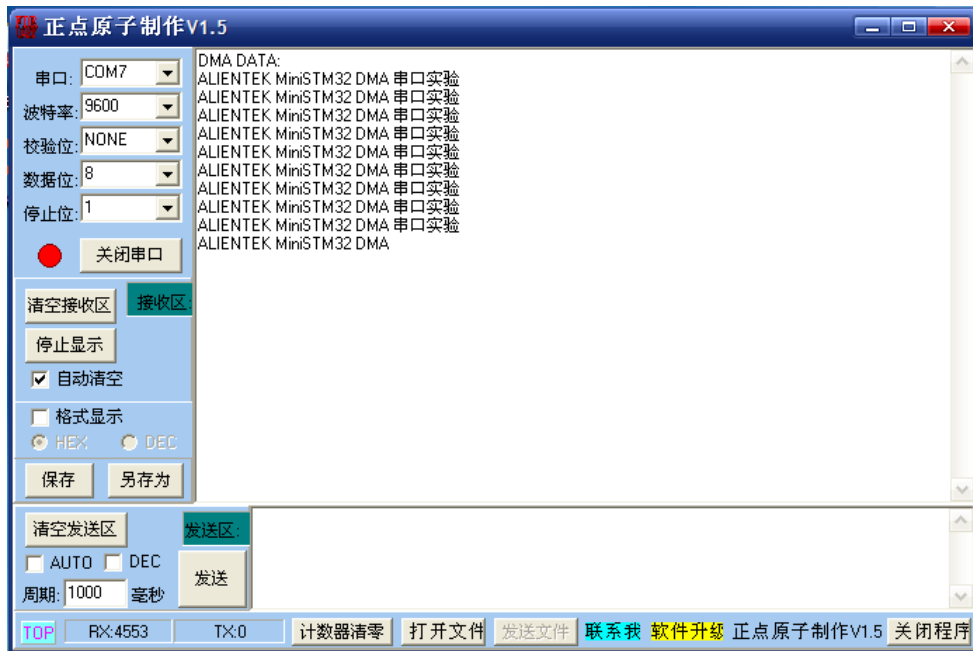 正点原子制作V1.5
串口: COM7
波特率: 9600
校验位: NONE
数据位: 8
停止位: 1
关闭串口
清空接收区 接收区:
停止显示
自动清空
格式显示
HEX DEC
保存 另存为
DMA DATA:
ALIENTEK MiniSTM32 DMA 串口实验
ALIENTEK MiniSTM32 DMA 串口实验
ALIENTEK MiniSTM32 DMA 串口实验
ALIENTEK MiniSTM32 DMA 串口实验
ALIENTEK MiniSTM32 DMA 串口实验
ALIENTEK MiniSTM32 DMA 串口实验
ALIENTEK MiniSTM32 DMA 串口实验
ALIENTEK MiniSTM32 DMA 串口实验
ALIENTEK MiniSTM32 DMA 串口实验
ALIENTEK MiniSTM32 DMA
清空发送区 发送区:
AUTO DEC
发送
周期: 1000 毫秒
TOP RX:4553 TX:0 计数器清零 打开文件 发送文件 联系我 软件升级 正点原子制作V1.5 关闭程序